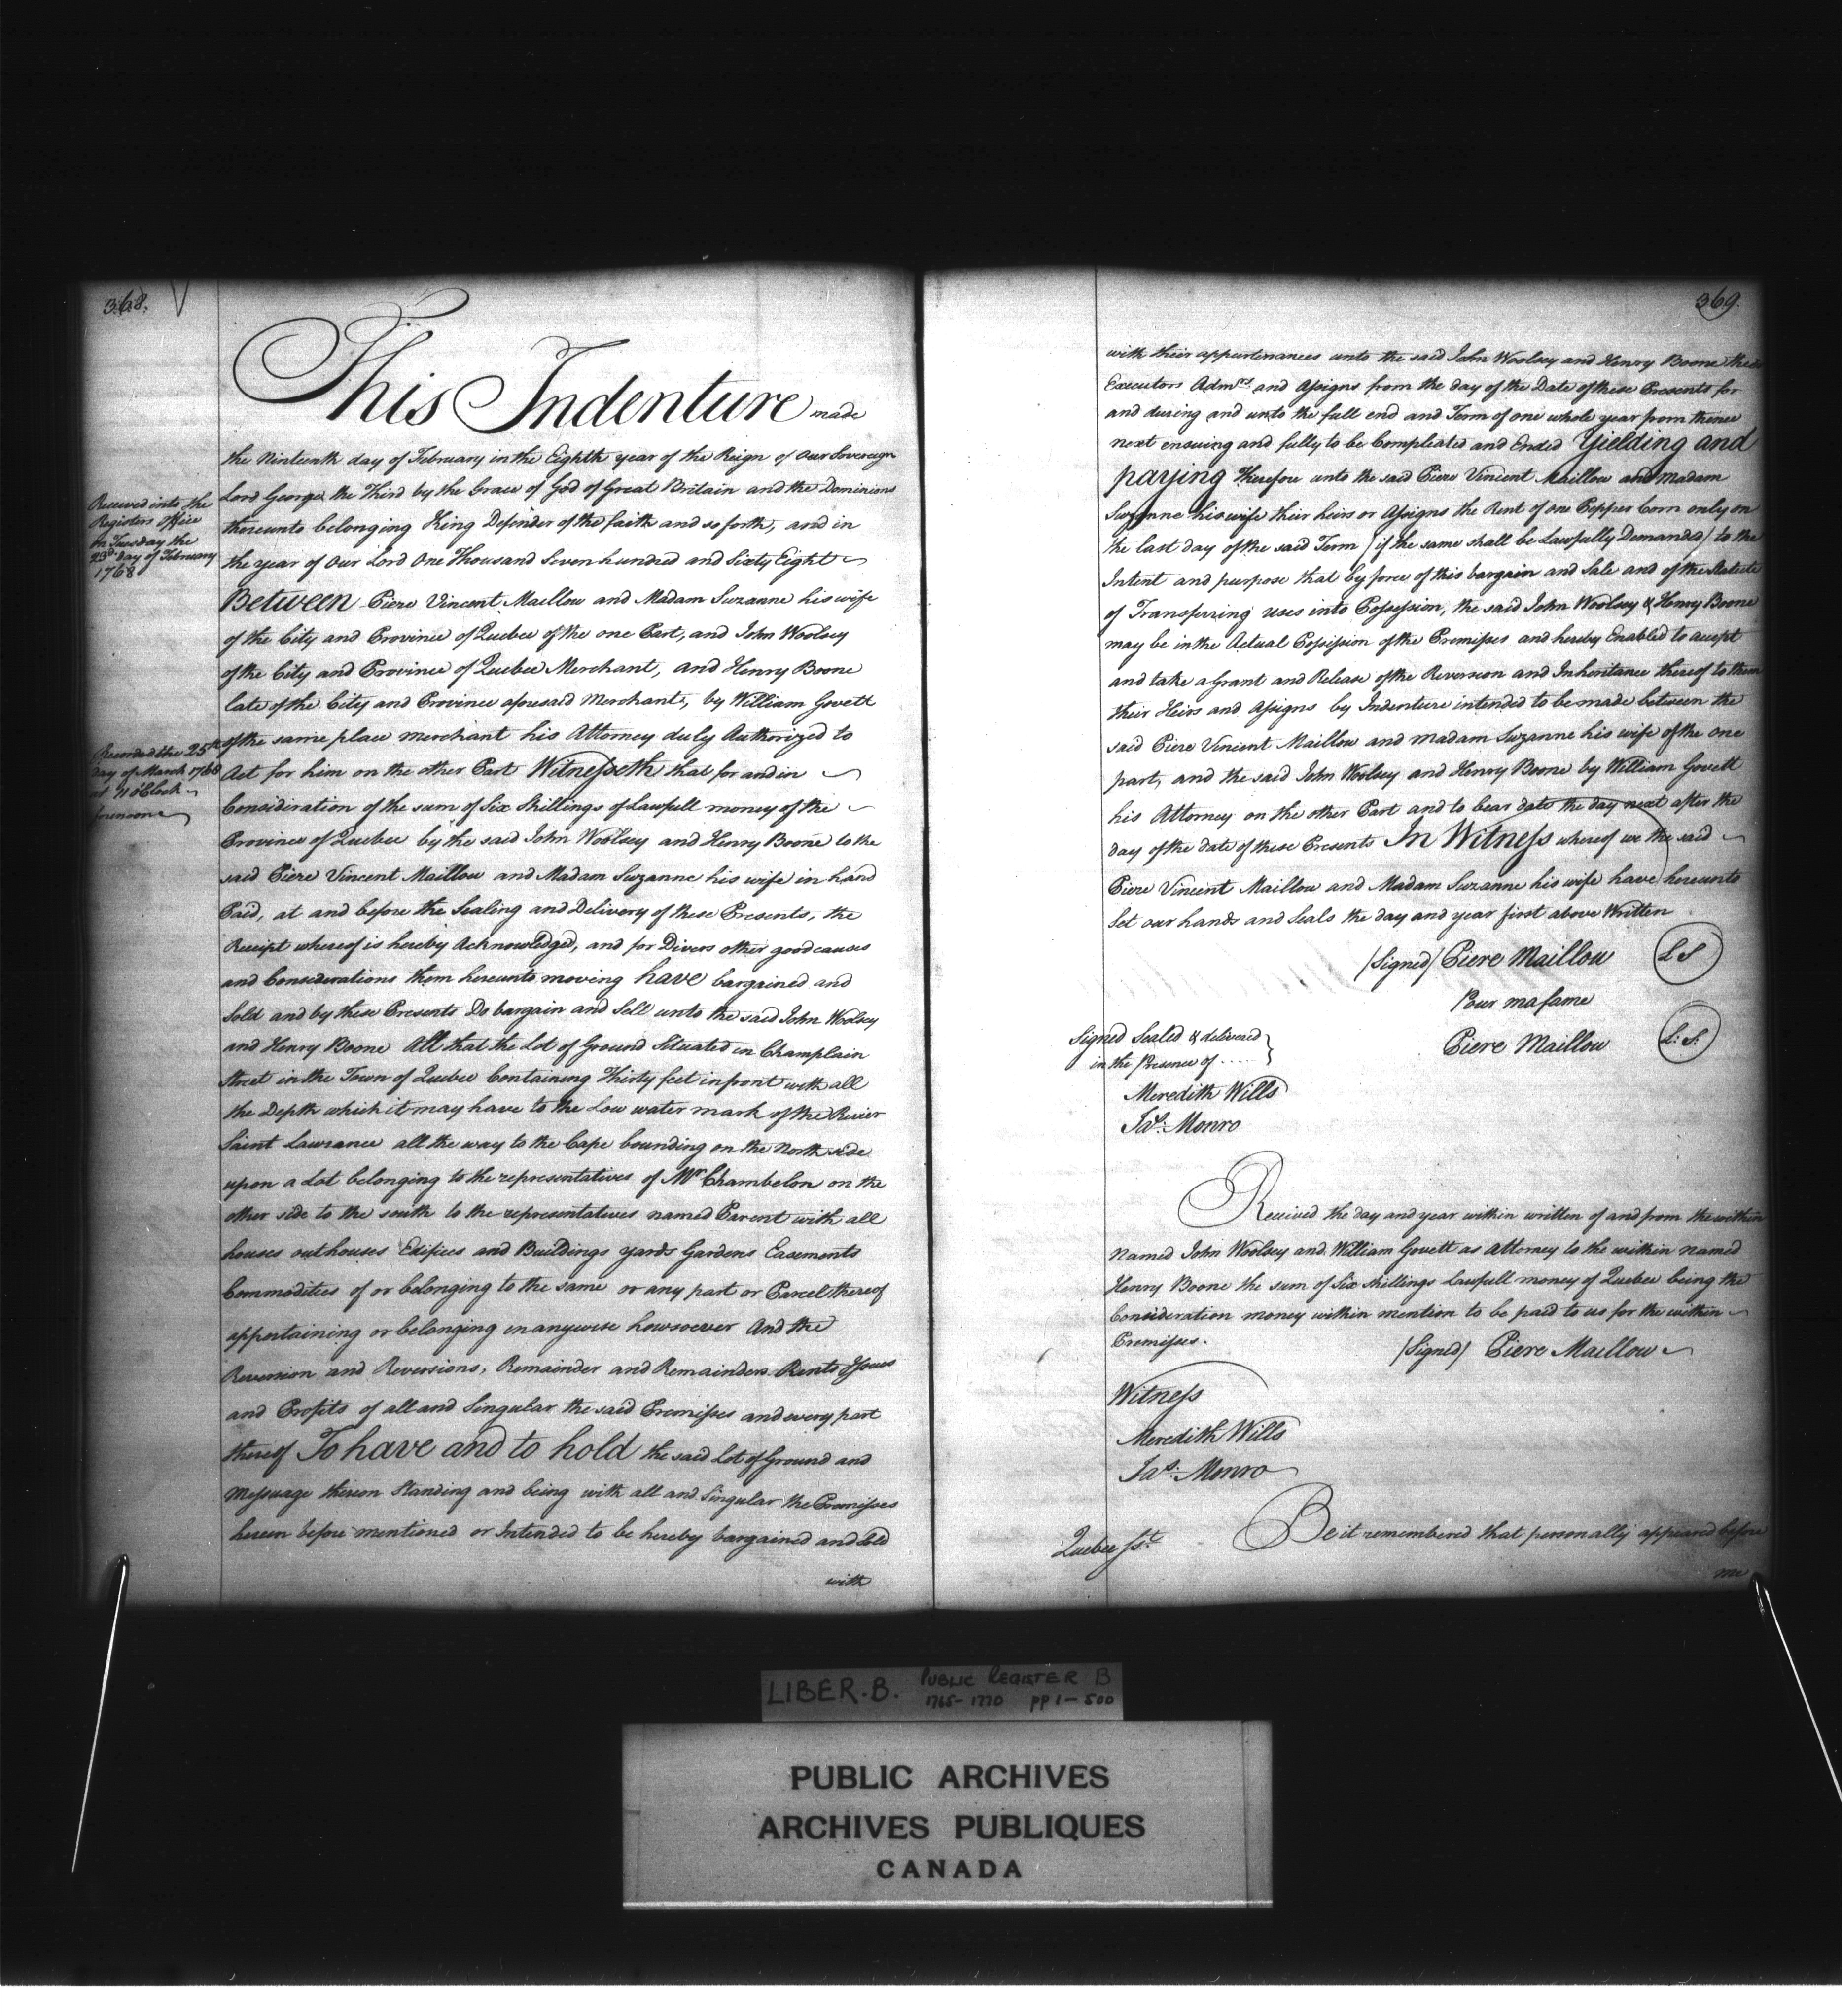 368.
This Indenture made
the Ninteenth day of February in the Eighth year of the Reign of Our Sovereign
Lord George the Third by the Grace of God of Great Britain and the Dominions
thereunto belonging King Defender of the faith and so forth, and in
the year of Our Lord One Thousand Seven hundred and Sixty Eight
Between Piere Vincent Maillou and Madam Suzanne his wife
of the City and Province of Quebec of the one Part, and John Woolsey
of the City and Province of Quebec Merchant, and Henry Boone
late of the City and Province aforesaid Merchants, by William Govett
of the same place merchant his Attorney duly Authorized to
Act for him on the other Part Witnesseth that for and in
Consideration of the sum of Six Shillings of Lawfull money of the
Province of Quebec by the said John Woolsey and Henry Boone to the
said Piere Vincent Maillou and Madam Suzanne his wife in hand
Paid, at and before the Sealing and Delivery of these Presents, the
Receipt whereof is hereby Acknowledged, and for Divers other good causes
and Considerations them hereunto moving have bargained and
Sold and by these Presents Do bargain and Sell unto the said John Woolsey
and Henry Boone All that the Lot of Ground Situated in Champlain
Street in the Town of Quebec Containing Thirty feet in front with all
the Depth which it may have to the Low water mark of the River
Saint Lawrance all the way to the Cape bounding on the North side
upon a Lot belonging to the representatives of Mr Chambelon on the
other side to the south to the representatives named Parent with all
houses outhouses Edifices and Buildings yards Gardens Easements
Commodities of or belonging to the same or any part or Parcel thereof
appertaining or belonging in anywise howsoever And the
Reversion and Reversions, Remainder and Remainders Rents Issues
and Profits of all and Singular the said Premisses and every part
thereof To have and to hold the said Lot of Ground and
Messuage thereon Standing and being with all and Singular the Premisses
herein before mentioned or Intended to be hereby bargained and Sold
with
Received into the
Registers Office
on Tuesday the
23d day of February
1768
Recorded the 25th
day of March 1768
at 11 oClock
forenoone
369.
with their appurtenances unto the said John Woolsey and Henry Boone their
Executors Admrs and Assigns from the day of the Date of these Presents for
and during and unto the full end and Term of one whole year from thence
next ensuing and fully to be Compleated and Ended Yielding and
paying therefore unto the said Piere Vincent Maillou and Madam
Suzanne his wife their heirs or Assigns the Rent of one Pepper Corn only on
the last day of the said Term (if the same shall be Lawfully Demanded) to the
Intent and purpose that by force of this bargain and Sale and of the Statute
of Transferring uses into Possession, the said John Woolsey & Henry Boone
may be in the Actual Possession of the Premisses and hereby Enabled to accept
and take a Grant and Release of the Reversion and Inheritance thereof to them
their Heirs and Assigns by Indenture intended to be made between the
said Piere Vincent Maillou and Madam Suzanne his wife of the one
part, and the said John Woolsey and Henry Boone by William Govett
his Attorney on the other Part and to bear date the day next after the
day of the date of these Presents In Witness whereof we the said
Piere Vincent Maillou and Madam Suzanne his wife have hereunto
Set our hands and Seals the day and year first above Written
(Signed) Piere Maillou LS
Pour mafame
Piere Maillou L:S:
Signed Sealed & delivered
in the Presence of ....
Meredith Wills
Jas: Monro
Received the day and year within written of and from the within
Named John Woolsey and William Govett as Attorney to the within named
Henry Boone the sum of Six shillings Lawfull money of Quebec being the
Consideration money within mention to be paid to us for the within
Premisses.
(Signed) Piere Maillou
Witness
Meredith Wills
Jas: Monro
Quebec Sst. Be it remembered that personally appeared before
me
LIBER.B. PUBLIC REGISTER B
1765-1770 pp 1-500
PUBLIC ARCHIVES
ARCHIVES PUBLIQUES
CANADA